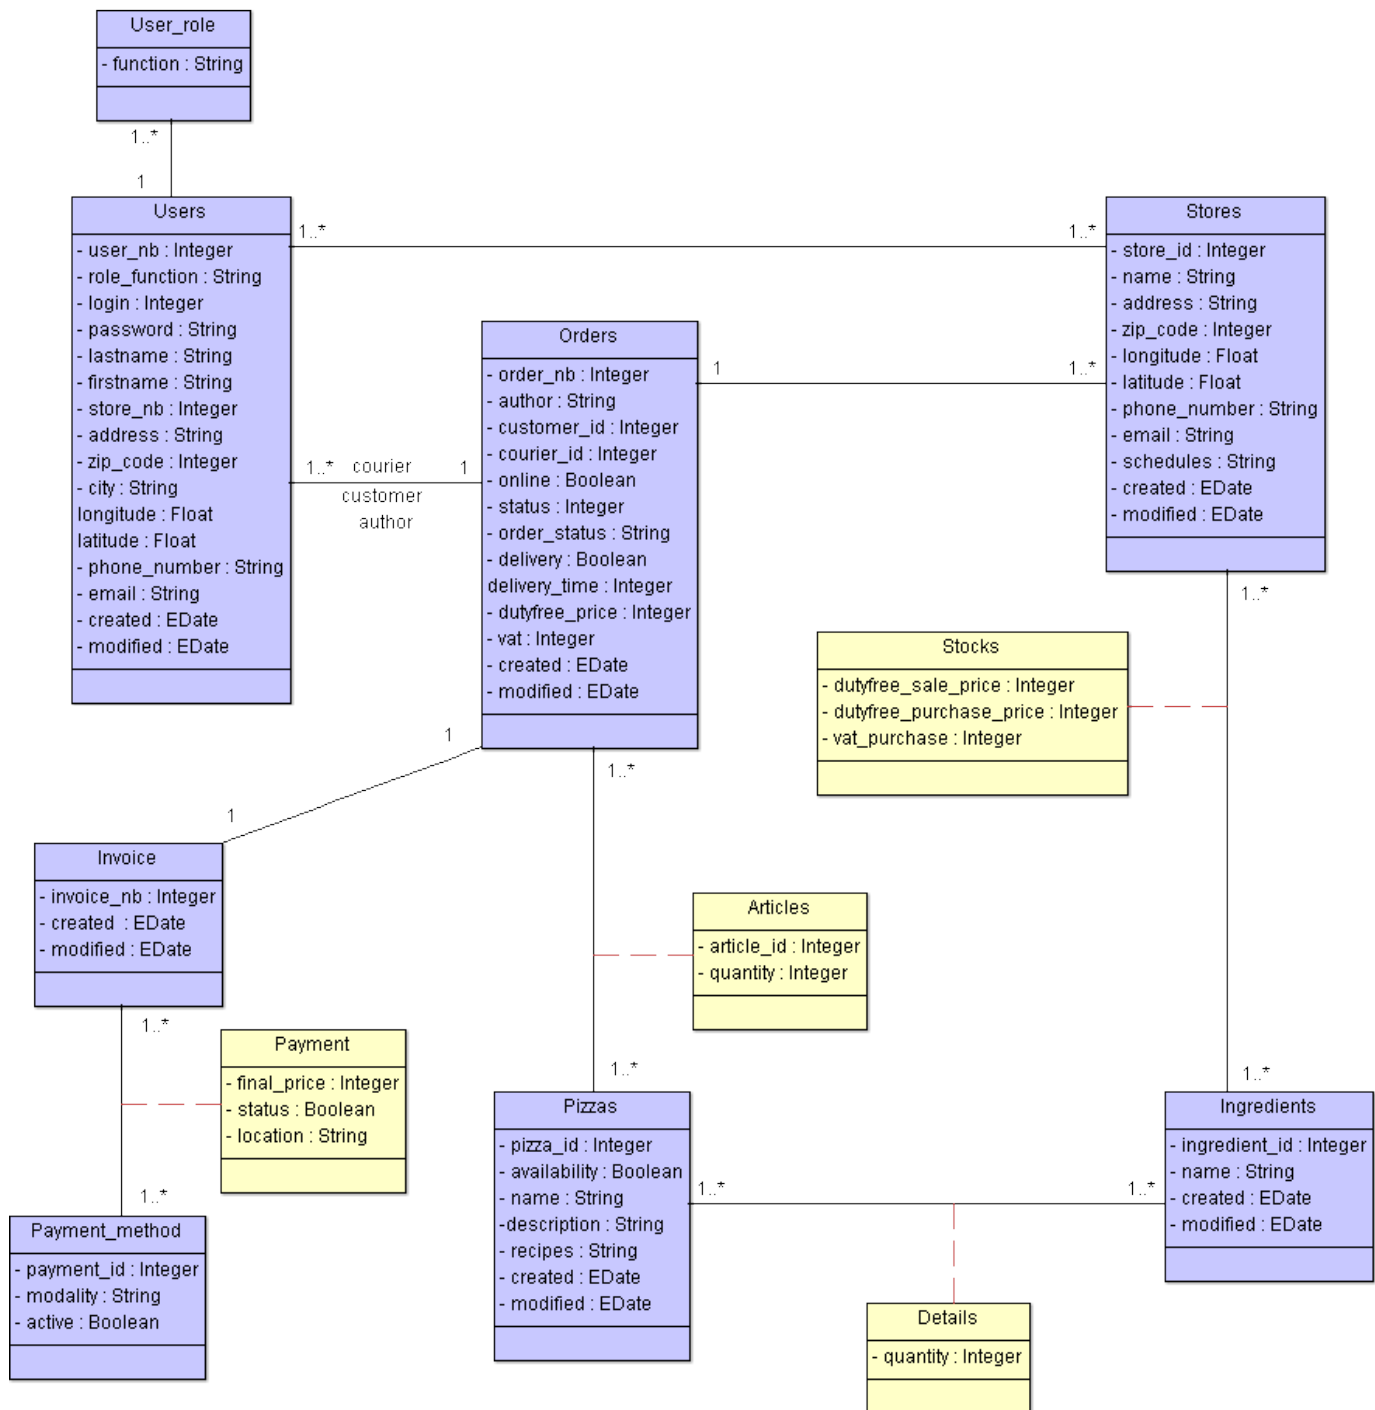 User_role
- function : String
1..*
1
Users
- user_nb : Integer
- role_function : String
- login : Integer
- password : String
- lastname : String
- firstname : String
- store_nb : Integer
- address : String
- zip_code : Integer
- city : String
longitude : Float
latitude : Float
- phone_number : String
- email : String
- created : EDate
- modified : EDate
1..*
1..*
Stores
- store_id : Integer
- name : String
- address : String
- zip_code : Integer
- longitude : Float
- latitude : Float
- phone_number : String
- email : String
- schedules : String
- created : EDate
- modified : EDate
Orders
- order_nb : Integer
- author : String
- customer_id : Integer
- courier_id : Integer
- online : Boolean
- status : Integer
- order_status : String
- delivery : Boolean
delivery_time : Integer
- dutyfree_price : Integer
- vat : Integer
- created : EDate
- modified : EDate
1
1..*
1..* courier 1
customer
author
1..*
Stocks
- dutyfree_sale_price : Integer
- dutyfree_purchase_price : Integer
- vat_purchase : Integer
1
1..*
1
Invoice
- invoice_nb : Integer
- created : EDate
- modified : EDate
Articles
- article_id : Integer
- quantity : Integer
1..*
Payment
- final_price : Integer
- status : Boolean
- location : String
1..*
1..*
1..*
Payment_method
- payment_id : Integer
- modality : String
- active : Boolean
Pizzas
- pizza_id : Integer
- availability : Boolean
- name : String
-description : String
- recipes : String
- created : EDate
- modified : EDate
1..*
1..*
Ingredients
- ingredient_id : Integer
- name : String
- created : EDate
- modified : EDate
Details
- quantity : Integer